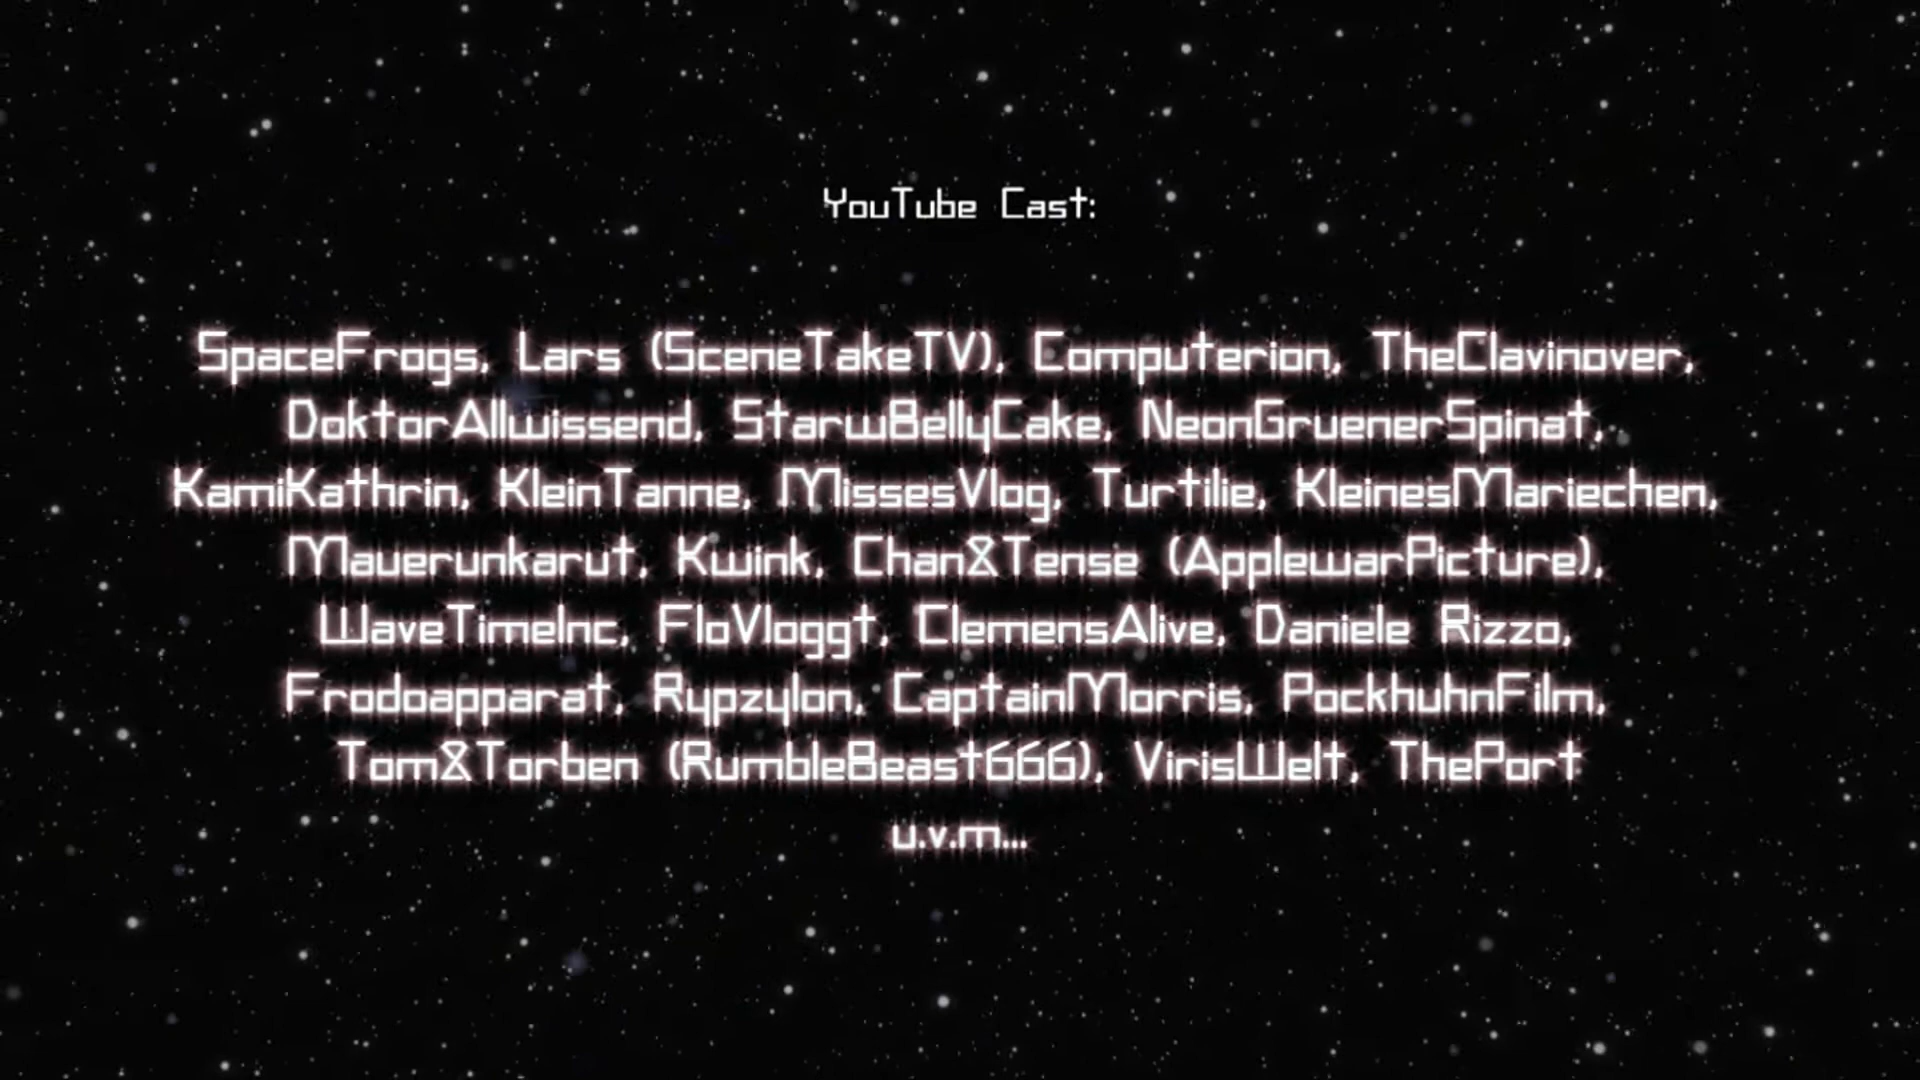 YouTube Cast:
SpaceFrogs, Lars (SceneTakeTV), Computerion, TheClavinover,
DoktorAllwissend, StarwBellyCake, NeonGruenerSpinat,
KamiKathrin, KleinTanne, MissesVlog, Turtilie, KleinesMariechen,
Mauerunkarut, Kwink, Chan&Tense (ApplewarPicture),
WaveTimeInc, FloVloggt, ClemensAlive, Daniele Rizzo,
Frodoapparat, Rypzylon, CaptainMorris, PockhuhnFilm,
Tom&Torben (RumbleBeast666), VirisWelt, ThePort
u.v.m...